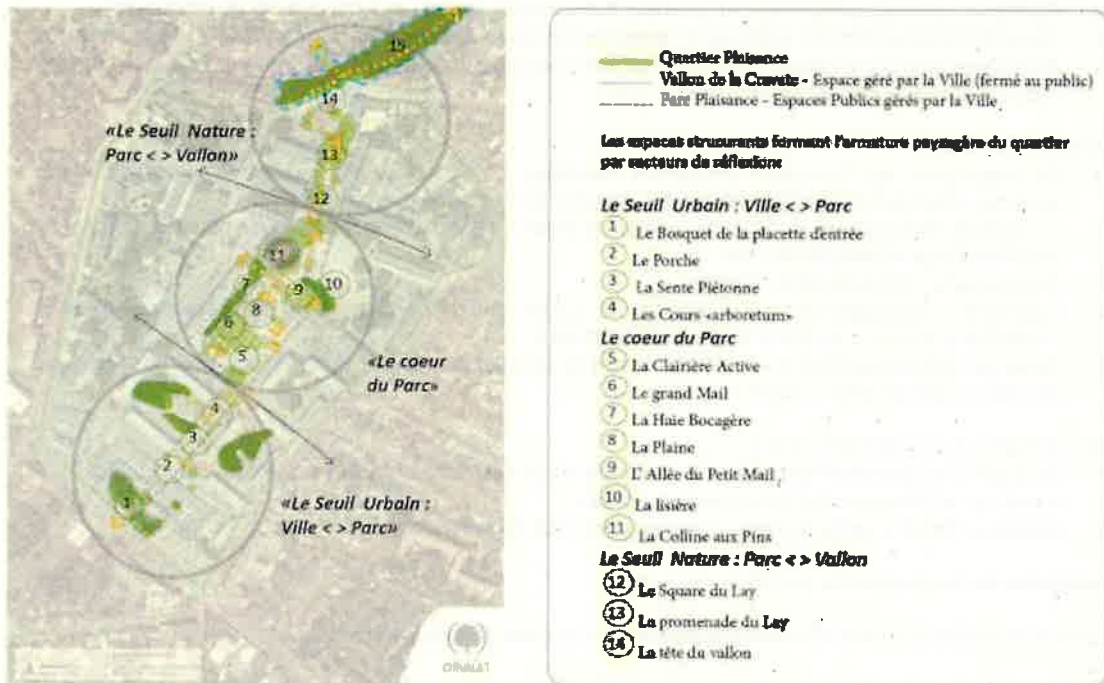 15
14
«Le Seuil Nature :
Parc < > Vallon»
13
12
11
10
7
9
8
6
5
«Le coeur
du Parc»
4
3
2
«Le Seuil Urbain :
Ville < > Parc»
1
Quartier Plaisance
Vallon de la Cravate - Espace géré par la Ville (fermé au public)
Parc Plaisance - Espaces Publics gérés par la Ville
Les espaces structurants forment l'armature paysagère du quartier
par secteurs de réflexions
Le Seuil Urbain : Ville < > Parc
1 Le Bosquet de la placette d'entrée
2 Le Porche
3 La Sente Piétonne
4 Les Cours «arboretum»
Le coeur du Parc
5 La Clairière Active
6 Le grand Mail
7 La Haie Bocagère
8 La Plaine
9 L'Allée du Petit Mail
10 La lisière
11 La Colline aux Pins
Le Seuil Nature : Parc < > Vallon
12 Le Square du Lay
13 La promenade du Lay
14 La tête du vallon